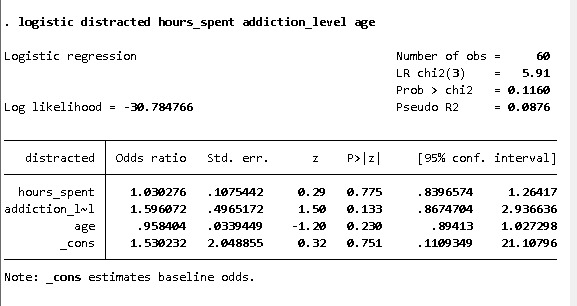 . logistic distracted hours_spent addiction_level age
Logistic regression Number of obs = 60
LR chi2(3) = 5.91
Prob > chi2 = 0.1160
Log likelihood = -30.784766 Pseudo R2 = 0.0876
distracted Odds ratio Std. err. z P>|z| [95% conf. interval]
hours_spent 1.030276 .1075442 0.29 0.775 .8396574 1.26417
addiction_l~l 1.596072 .4965172 1.50 0.133 .8674704 2.936636
age .958404 .0339449 -1.20 0.230 .89413 1.027298
_cons 1.530232 2.048855 0.32 0.751 .1109349 21.10796
Note: _cons estimates baseline odds.